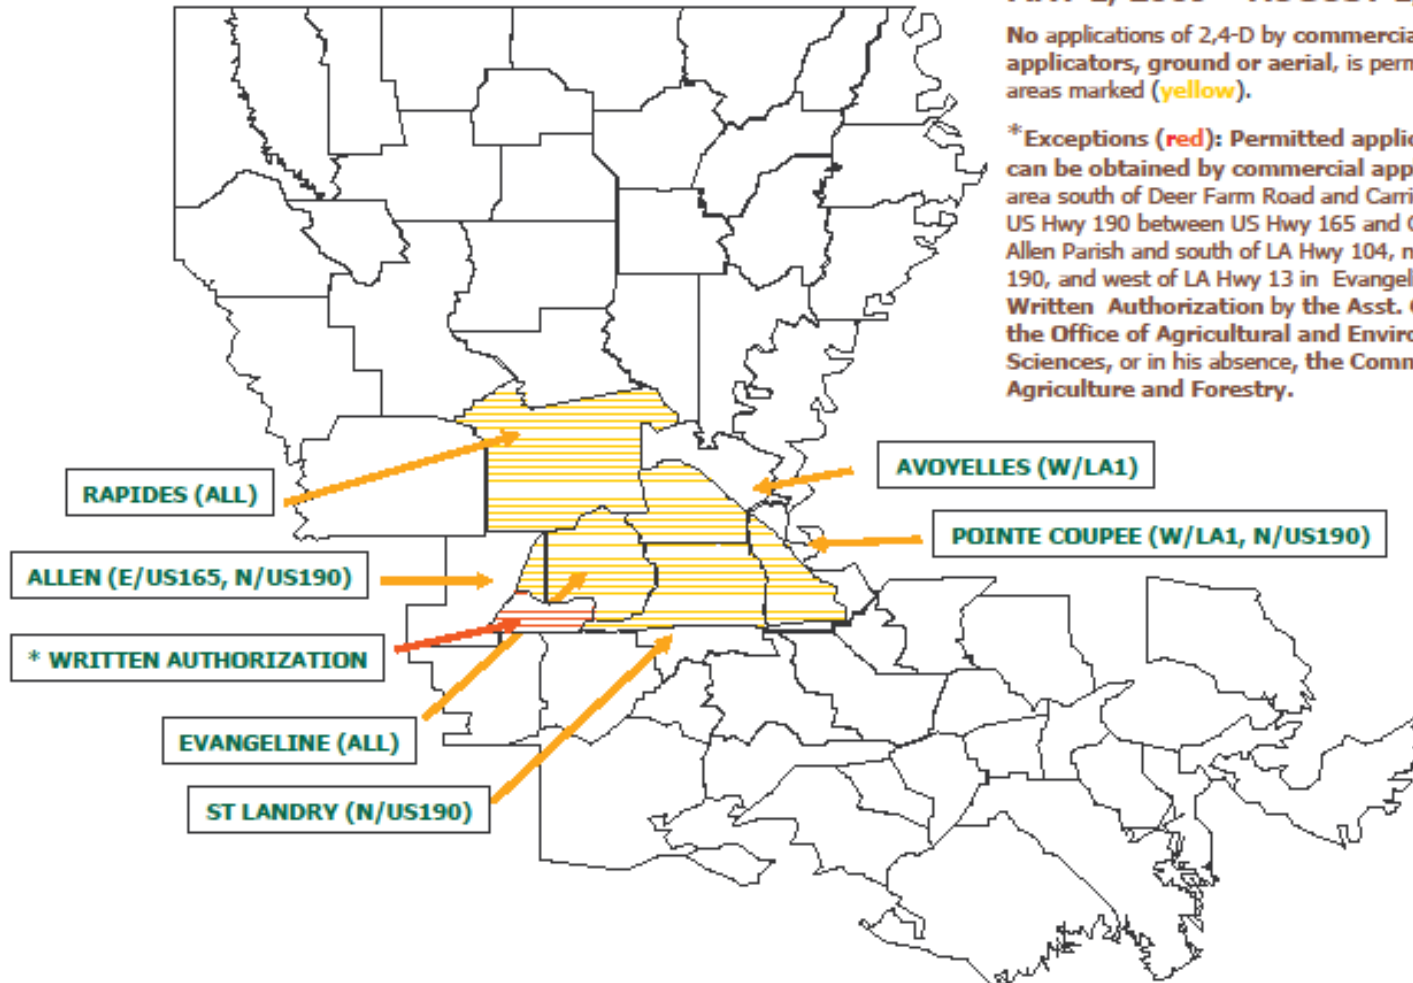 No applications of 2,4-D by commercia
applicators, ground or aerial, is perm
areas marked (yellow).
*Exceptions (red): Permitted applic
can be obtained by commercial app
area south of Deer Farm Road and Carri
US Hwy 190 between US Hwy 165 and
Allen Parish and south of LA Hwy 104, n
190, and west of LA Hwy 13 in Evangel
Written Authorization by the Asst.
the Office of Agricultural and Enviro
Sciences, or in his absence, the Comm
Agriculture and Forestry.
RAPIDES (ALL)
AVOYELLES (W/LA1)
POINTE COUPEE (W/LA1, N/US190)
ALLEN (E/US165, N/US190)
* WRITTEN AUTHORIZATION
EVANGELINE (ALL)
ST LANDRY (N/US190)